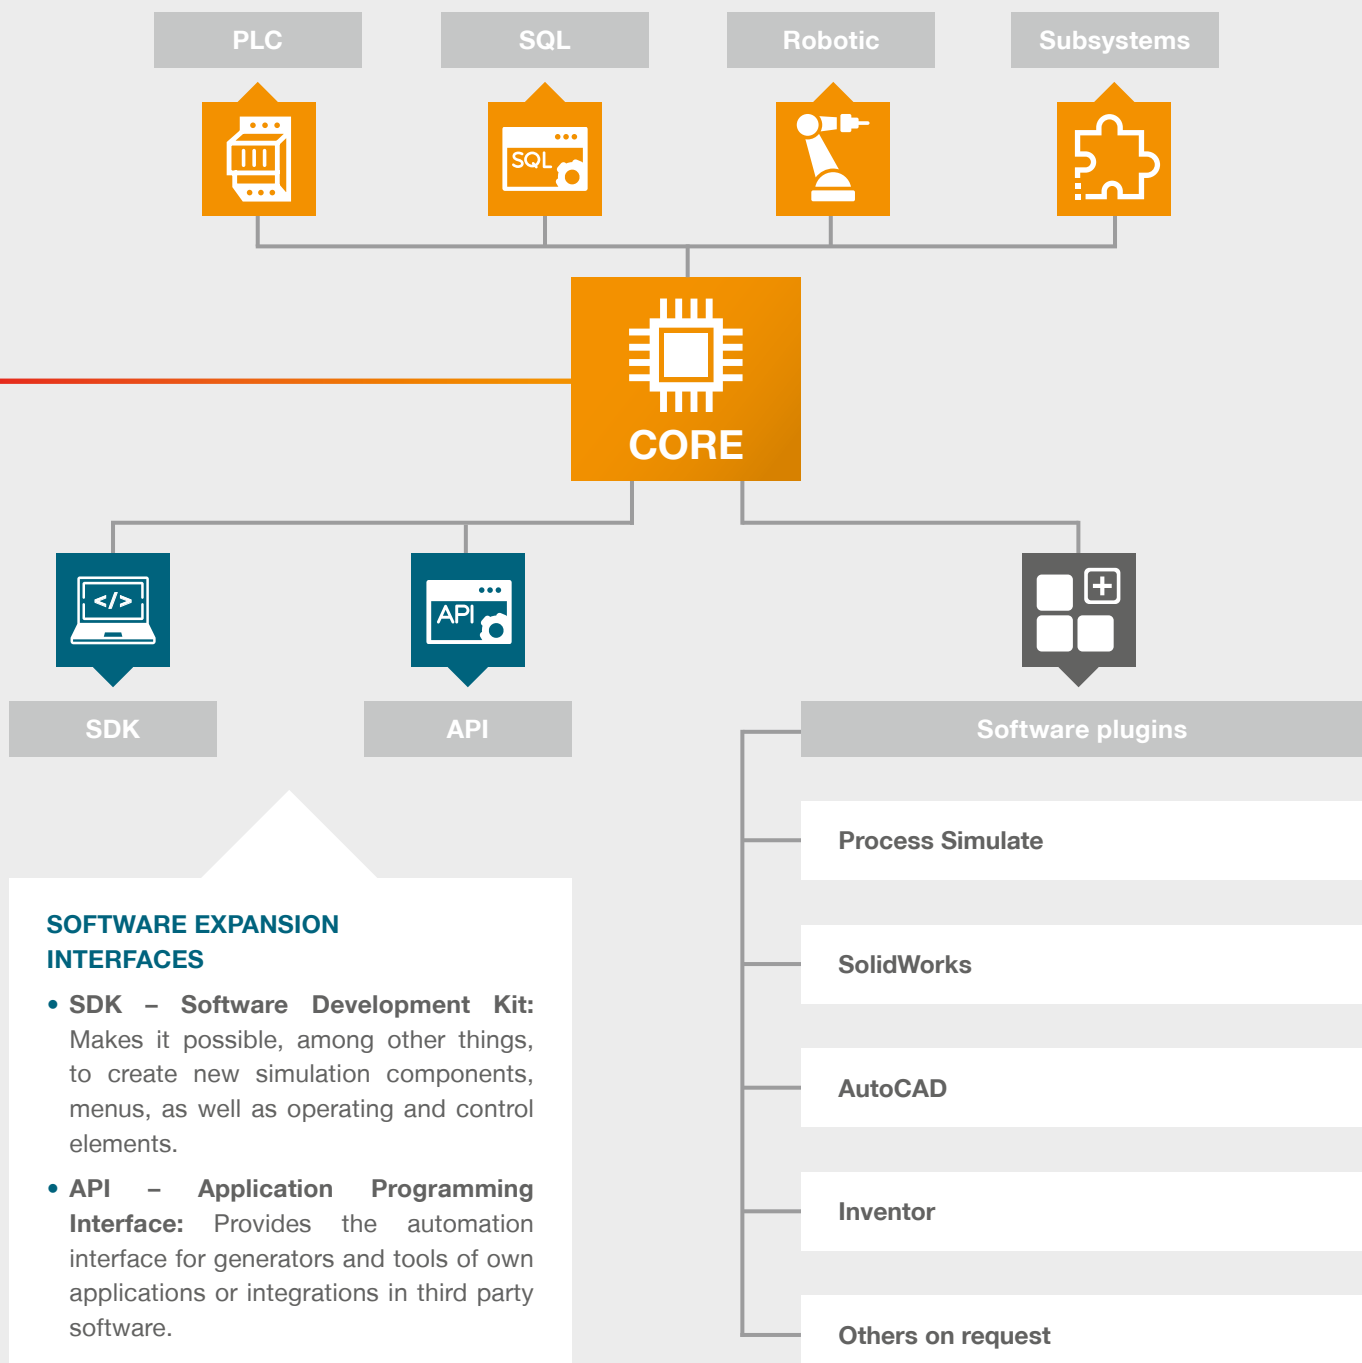 PLC
SQL
Robotic
Subsystems
SQL
CORE
</>
API
SDK
API
Software plugins
Process Simulate
SolidWorks
AutoCAD
Inventor
Others on request
SOFTWARE EXPANSION
INTERFACES
• SDK – Software Development Kit:
Makes it possible, among other things,
to create new simulation components,
menus, as well as operating and control
elements.
• API – Application Programming
Interface: Provides the automation
interface for generators and tools of own
applications or integrations in third party
software.